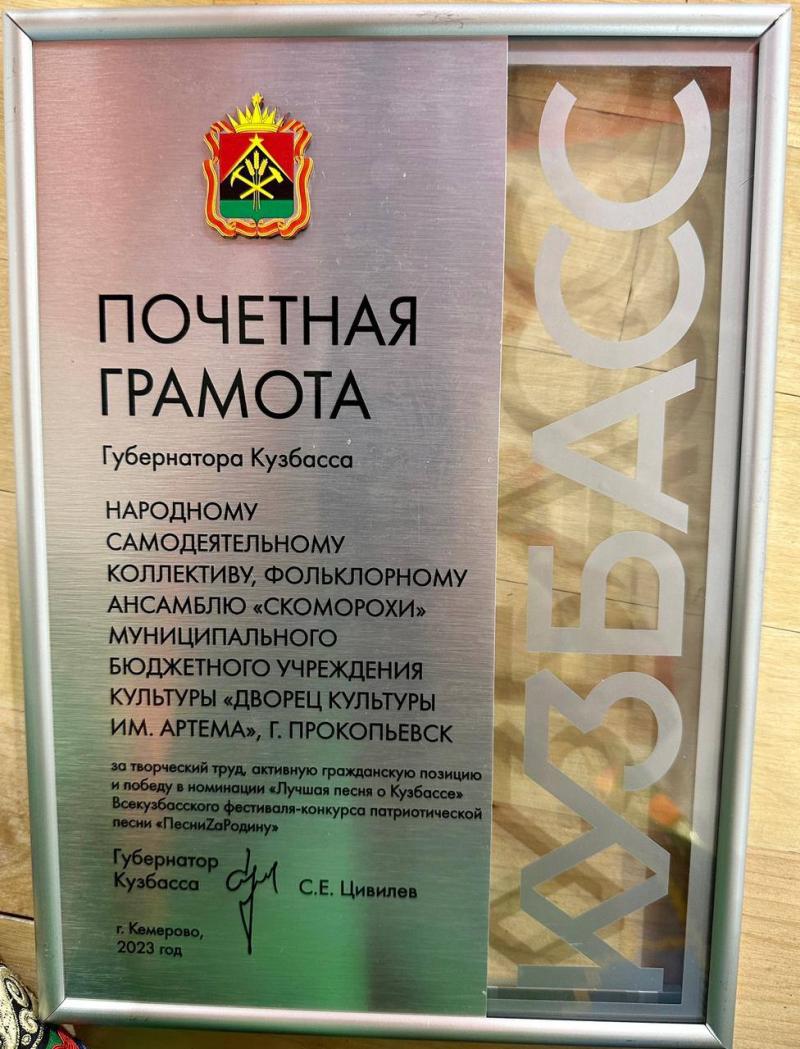 ПОЧЕТНАЯ
ГРАМОТА
Губернатора Кузбасса
НАРОДНОМУ
САМОДЕЯТЕЛЬНОМУ
КОЛЛЕКТИВУ, ФОЛЬКЛОРНОМУ
АНСАМБЛЮ «СКОМОРОХИ»
МУНИЦИПАЛЬНОГО
БЮДЖЕТНОГО УЧРЕЖДЕНИЯ
КУЛЬТУРЫ «ДВОРЕЦ КУЛЬТУРЫ
ИМ. АРТЕМА», Г. ПРОКОПЬЕВСК
за творческий труд, активную гражданскую позицию
и победу в номинации «Лучшая песня о Кузбассе»
Всекузбасского фестиваля-конкурса патриотической
песни «ПесниZаРодину»
Губернатор
Кузбасса
С.Е. Цивилев
г. Кемерово,
2023 год
КУЗБАСС